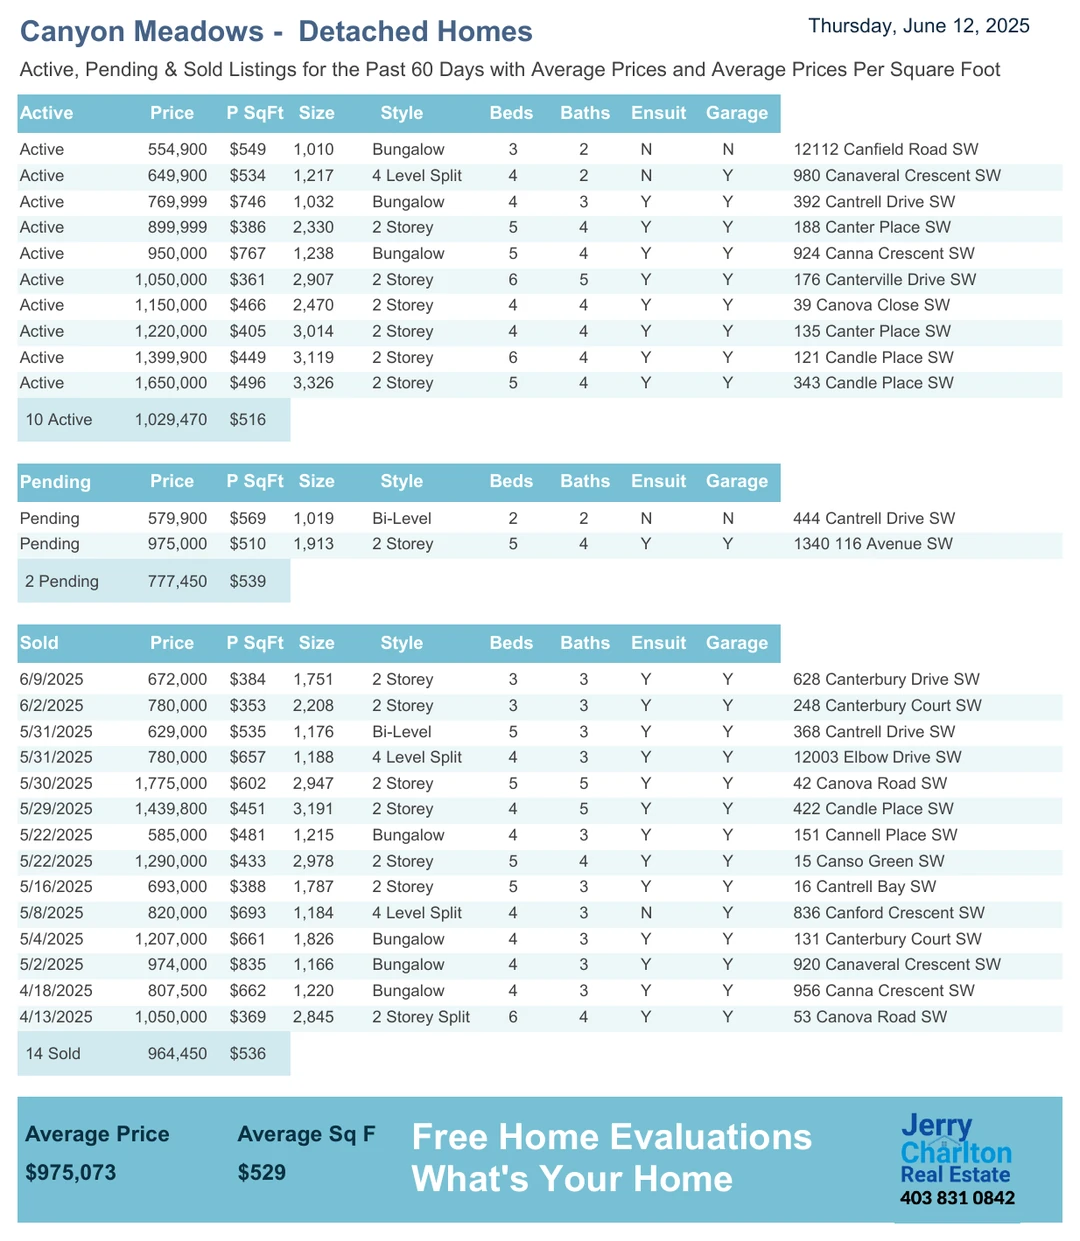 Canyon Meadows -  Detached Homes
Thursday, June 12, 2025
Active, Pending & Sold Listings for the Past 60 Days with Average Prices and Average Prices Per Square Foot
Active Price P SqFt Size Style Beds Baths Ensuit Garage
Active 554,900 $549 1,010 Bungalow 3 2 N N 12112 Canfield Road SW
Active 649,900 $534 1,217 4 Level Split 4 2 N Y 980 Canaveral Crescent SW
Active 769,999 $746 1,032 Bungalow 4 3 Y Y 392 Cantrell Drive SW
Active 899,999 $386 2,330 2 Storey 5 4 Y Y 188 Canter Place SW
Active 950,000 $767 1,238 Bungalow 5 4 Y Y 924 Canna Crescent SW
Active 1,050,000 $361 2,907 2 Storey 6 5 Y Y 176 Canterville Drive SW
Active 1,150,000 $466 2,470 2 Storey 4 4 Y Y 39 Canova Close SW
Active 1,220,000 $405 3,014 2 Storey 4 4 Y Y 135 Canter Place SW
Active 1,399,900 $449 3,119 2 Storey 6 4 Y Y 121 Candle Place SW
Active 1,650,000 $496 3,326 2 Storey 5 4 Y Y 343 Candle Place SW
10 Active 1,029,470 $516
Pending Price P SqFt Size Style Beds Baths Ensuit Garage
Pending 579,900 $569 1,019 Bi-Level 2 2 N N 444 Cantrell Drive SW
Pending 975,000 $510 1,913 2 Storey 5 4 Y Y 1340 116 Avenue SW
2 Pending 777,450 $539
Sold Price P SqFt Size Style Beds Baths Ensuit Garage
6/9/2025 672,000 $384 1,751 2 Storey 3 3 Y Y 628 Canterbury Drive SW
6/2/2025 780,000 $353 2,208 2 Storey 3 3 Y Y 248 Canterbury Court SW
5/31/2025 629,000 $535 1,176 Bi-Level 5 3 Y Y 368 Cantrell Drive SW
5/31/2025 780,000 $657 1,188 4 Level Split 4 3 Y Y 12003 Elbow Drive SW
5/30/2025 1,775,000 $602 2,947 2 Storey 5 5 Y Y 42 Canova Road SW
5/29/2025 1,439,800 $451 3,191 2 Storey 4 5 Y Y 422 Candle Place SW
5/22/2025 585,000 $481 1,215 Bungalow 4 3 Y Y 151 Cannell Place SW
5/22/2025 1,290,000 $433 2,978 2 Storey 5 4 Y Y 15 Canso Green SW
5/16/2025 693,000 $388 1,787 2 Storey 5 3 Y Y 16 Cantrell Bay SW
5/8/2025 820,000 $693 1,184 4 Level Split 4 3 N Y 836 Canford Crescent SW
5/4/2025 1,207,000 $661 1,826 Bungalow 4 3 Y Y 131 Canterbury Court SW
5/2/2025 974,000 $835 1,166 Bungalow 4 3 Y Y 920 Canaveral Crescent SW
4/18/2025 807,500 $662 1,220 Bungalow 4 3 Y Y 956 Canna Crescent SW
4/13/2025 1,050,000 $369 2,845 2 Storey Split 6 4 Y Y 53 Canova Road SW
14 Sold 964,450 $536
Average Price Average Sq F
$975,073 $529
Free Home Evaluations
What's Your Home
Jerry
Charlton
Real Estate
403 831 0842